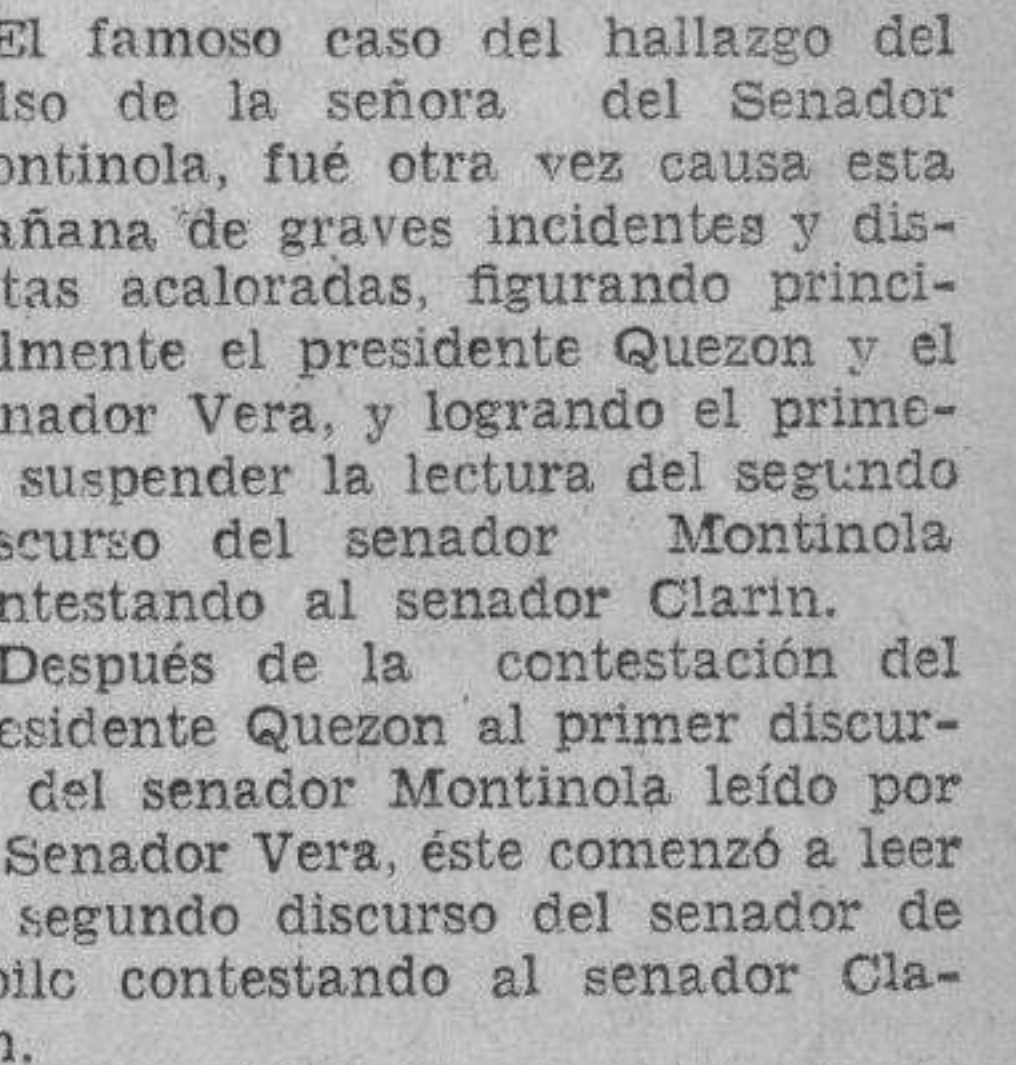 El famoso caso del hallazgo del
lso de la señora del Senador
ontinola, fué otra vez causa esta
añana de graves incidentes y dis-
tas acaloradas, figurando princi-
lmente el presidente Quezon y el
nador Vera, y logrando el prime-
suspender la lectura del segundo
scurso del senador Montinola
ntestando al senador Clarin.
Después de la contestación del
esidente Quezon al primer discur-
del senador Montinola leído por
Senador Vera, éste comenzó a leer
segundo discurso del senador de
oilo contestando al senador Cla-
n.